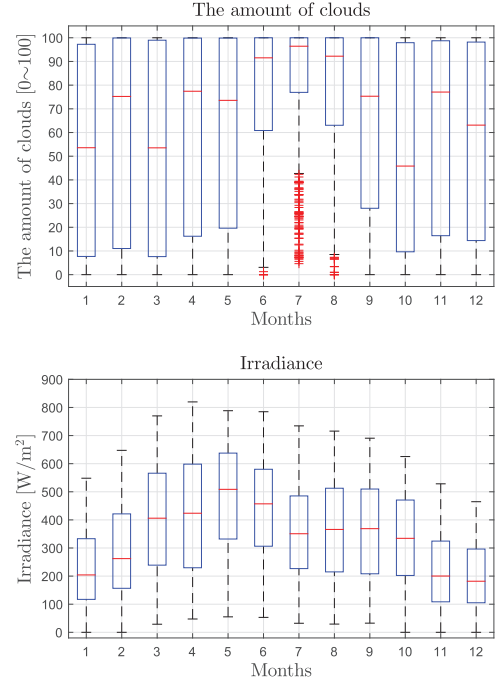 The amount of clouds
The amount of clouds [0~100]
100
90
80
70
60
50
40
30
20
10
0
1 2 3 4 5 6 7 8 9 10 11 12
Months
Irradiance
Irradiance [W/m²]
900
800
700
600
500
400
300
200
100
0
1 2 3 4 5 6 7 8 9 10 11 12
Months